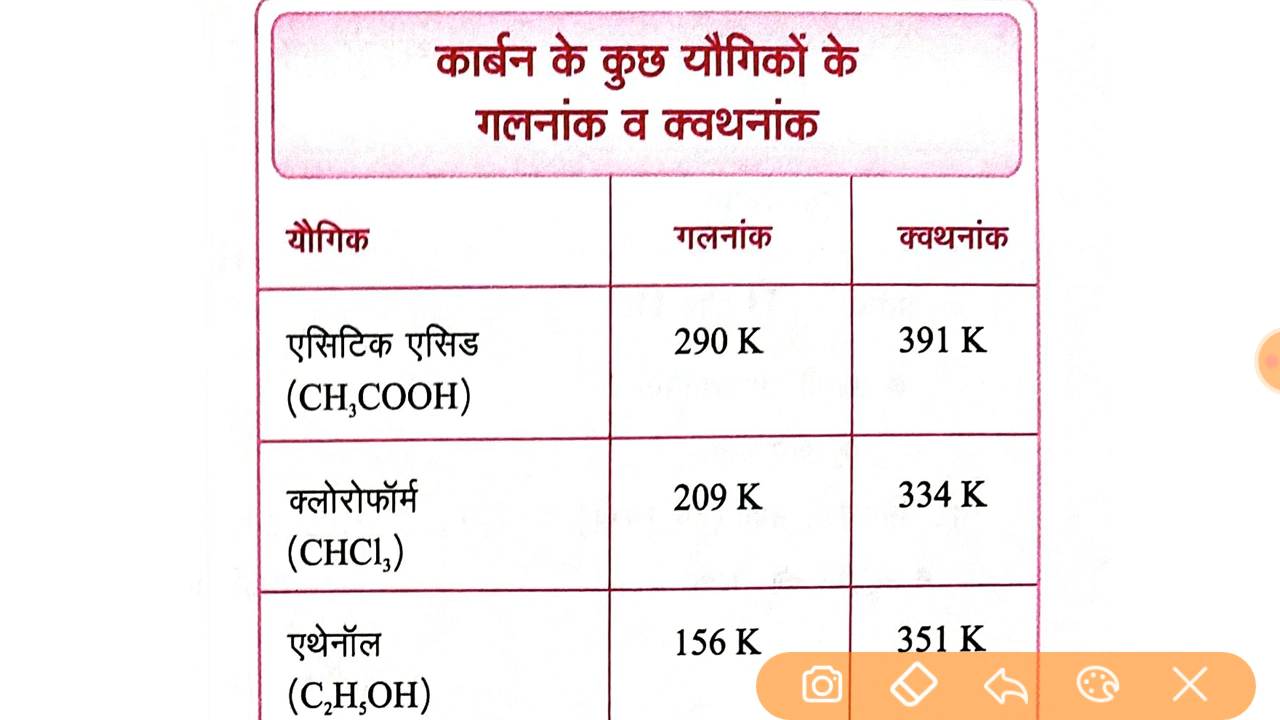 कार्बन के कुछ यौगिकों के
गलनांक व क्वथनांक
यौगिक गलनांक क्वथनांक
एसिटिक एसिड 290 K 391 K
(CH₃COOH)
क्लोरोफॉर्म 209 K 334 K
(CHCl₃)
एथेनॉल 156 K 351 K
(C₂H₅OH)